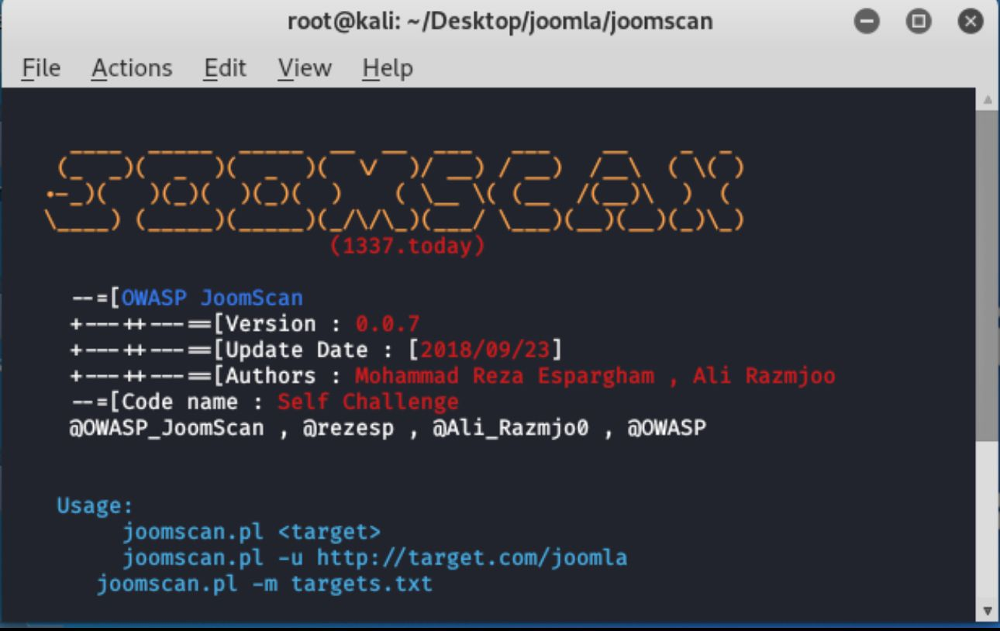 root@kali: ~/Desktop/joomla/joomscan
File Actions Edit View Help
    ____  _____  _____  __  __  ___   ___    __    _  _
   (_  _)(  _  )(  _  )(  \/  )/ __) / __)  /__\  ( \( )
  .-_)(   )(_)(  )(_)(  )    ( \__ \( (__  /(__)\  )  (
  \____) (_____)(_____)(_/\/\_)(___/ \___)(__)(__)(_)\_)
(1337.today)
--=[OWASP JoomScan
+---++---==[Version : 0.0.7
+---++---==[Update Date : [2018/09/23]
+---++---==[Authors : Mohammad Reza Espargham , Ali Razmjoo
--=[Code name : Self Challenge
@OWASP_JoomScan , @rezesp , @Ali_Razmjo0 , @OWASP
Usage:
joomscan.pl <target>
joomscan.pl -u http://target.com/joomla
joomscan.pl -m targets.txt